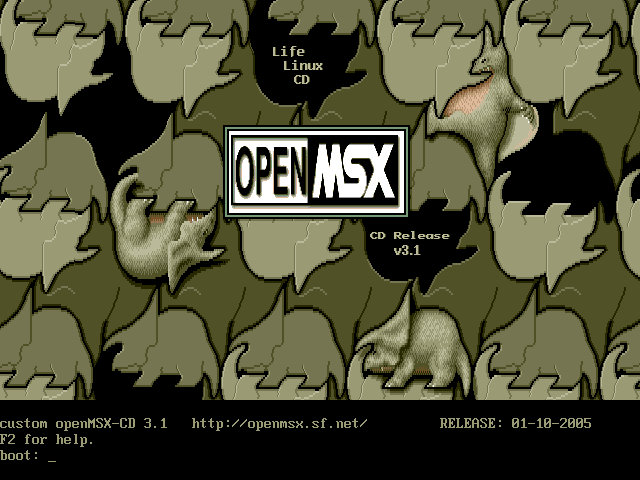 Life
Linux
CD
OPEN MSX
CD Release
v3.1
custom openMSX-CD 3.1 http://openmsx.sf.net/ RELEASE: 01-10-2005
F2 for help.
boot: _